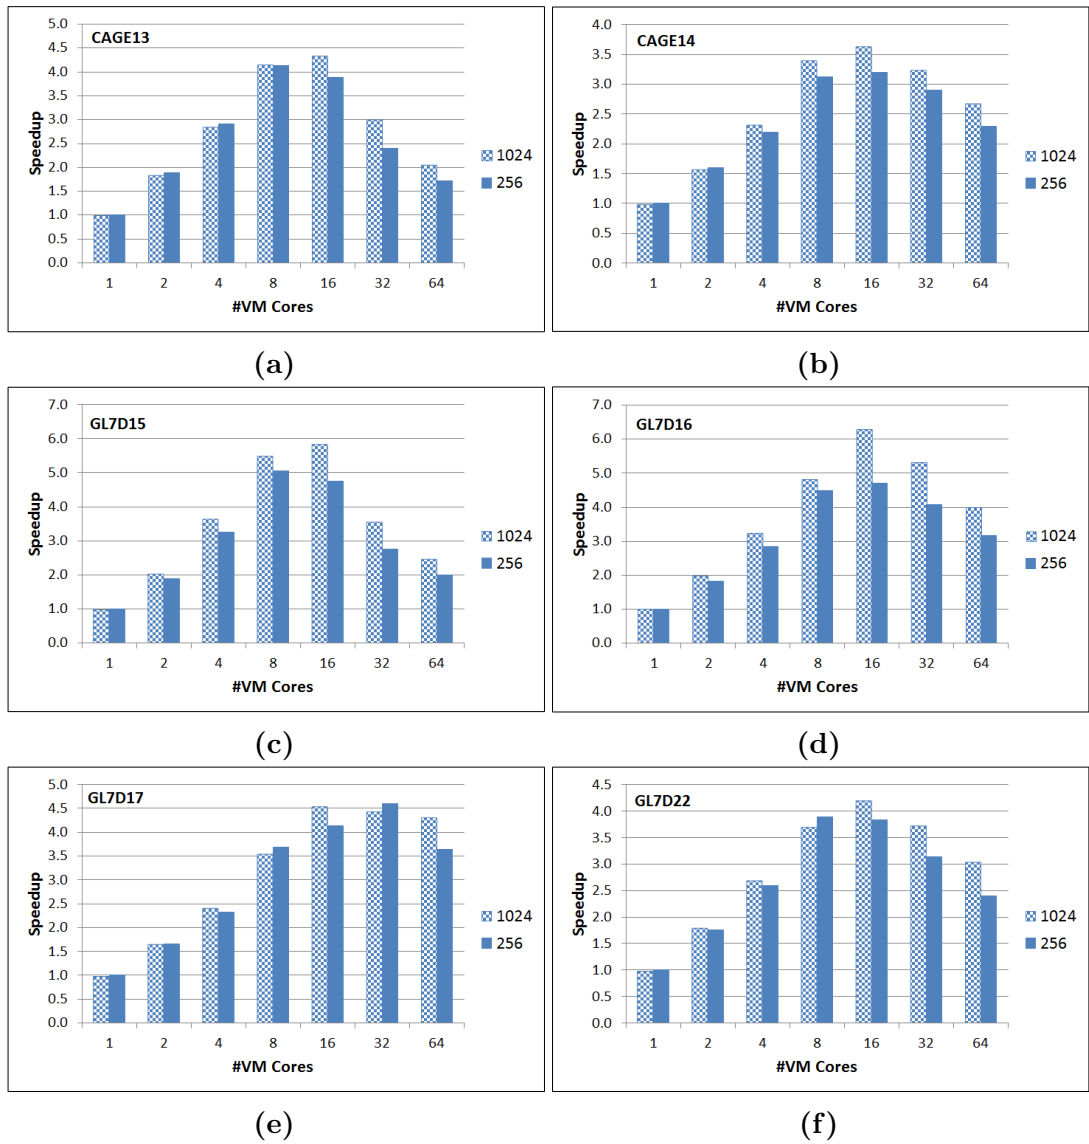 CAGE13
5.0
4.5
4.0
3.5
3.0
2.5
2.0
1.5
1.0
0.5
0.0
Speedup
1 2 4 8 16 32 64
#VM Cores
1024
256
(a)
CAGE14
4.0
3.5
3.0
2.5
2.0
1.5
1.0
0.5
0.0
Speedup
1 2 4 8 16 32 64
#VM Cores
1024
256
(b)
GL7D15
7.0
6.0
5.0
4.0
3.0
2.0
1.0
0.0
Speedup
1 2 4 8 16 32 64
#VM Cores
1024
256
(c)
GL7D16
7.0
6.0
5.0
4.0
3.0
2.0
1.0
0.0
Speedup
1 2 4 8 16 32 64
#VM Cores
1024
256
(d)
GL7D17
5.0
4.5
4.0
3.5
3.0
2.5
2.0
1.5
1.0
0.5
0.0
Speedup
1 2 4 8 16 32 64
#VM Cores
1024
256
(e)
GL7D22
4.5
4.0
3.5
3.0
2.5
2.0
1.5
1.0
0.5
0.0
Speedup
1 2 4 8 16 32 64
#VM Cores
1024
256
(f)